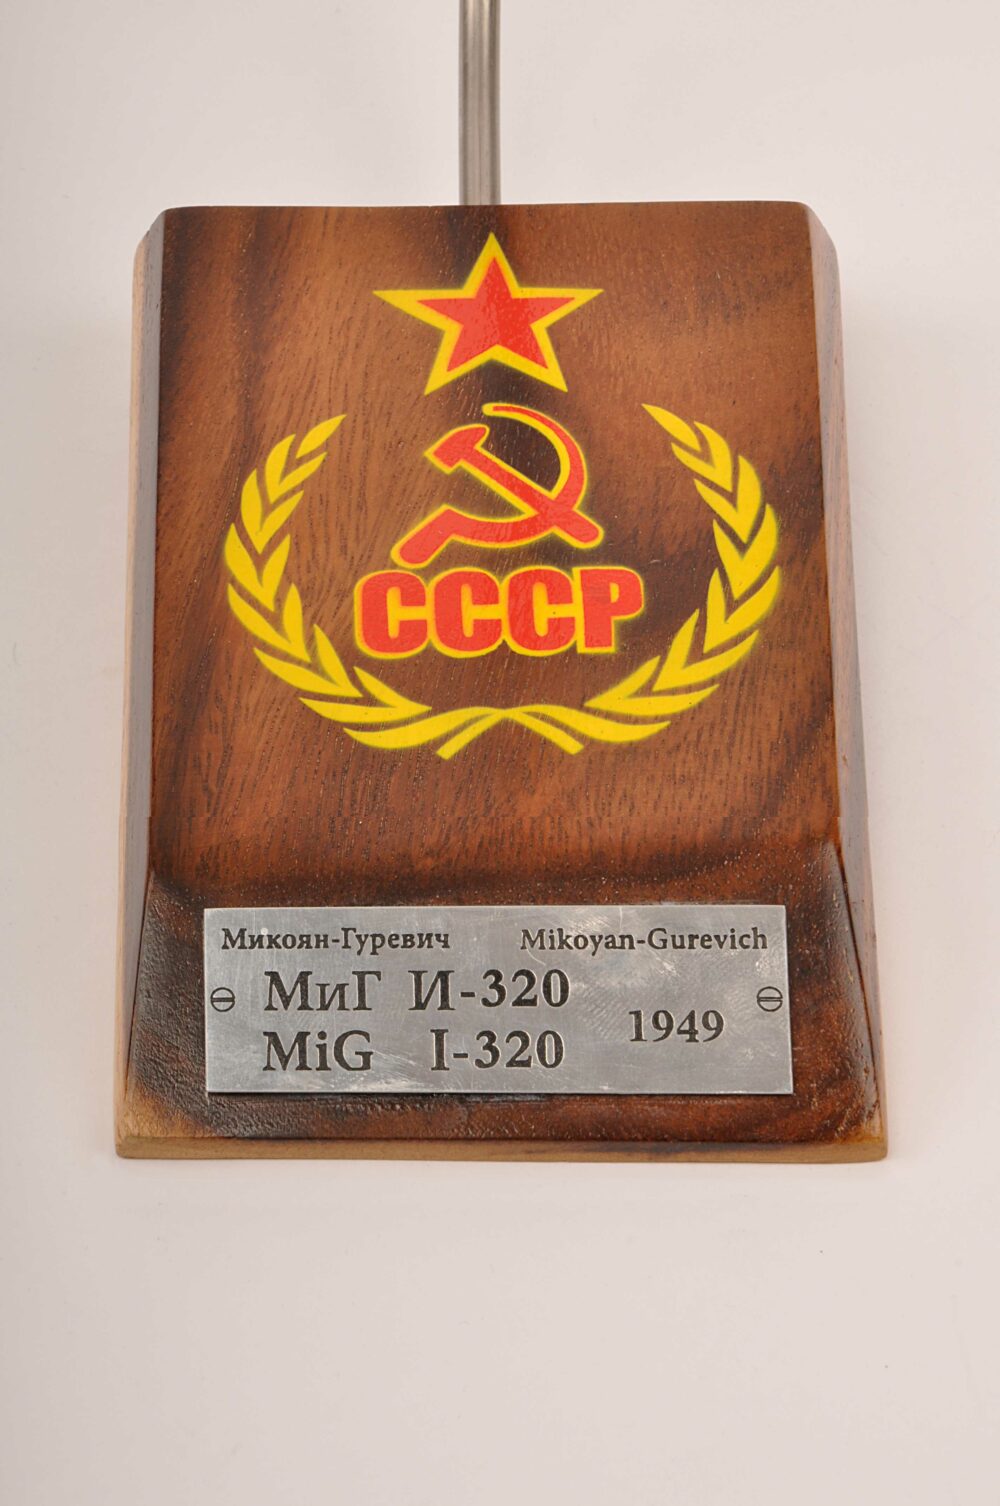 СССР
Микоян-Гуревич Mikoyan-Gurevich
МиГ И-320
MiG I-320
1949